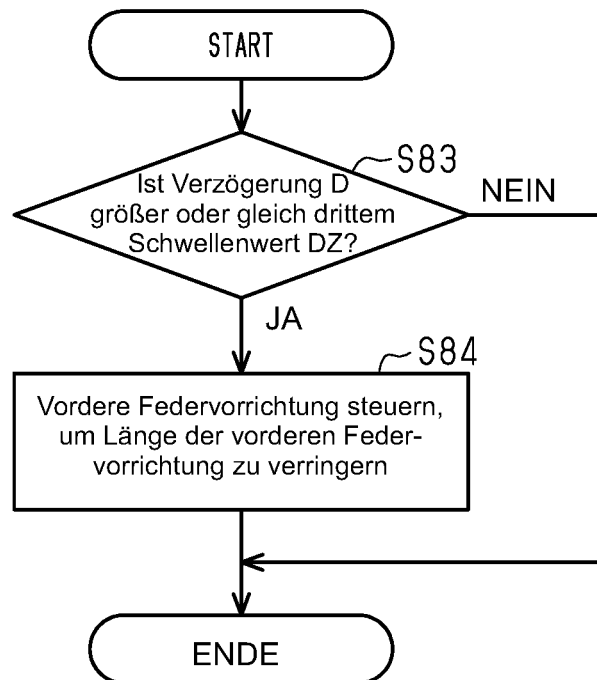 START
S83
Ist Verzögerung D
größer oder gleich drittem
Schwellenwert DZ?
NEIN
JA
S84
Vordere Federvorrichtung steuern,
um Länge der vorderen Feder-
vorrichtung zu verringern
ENDE